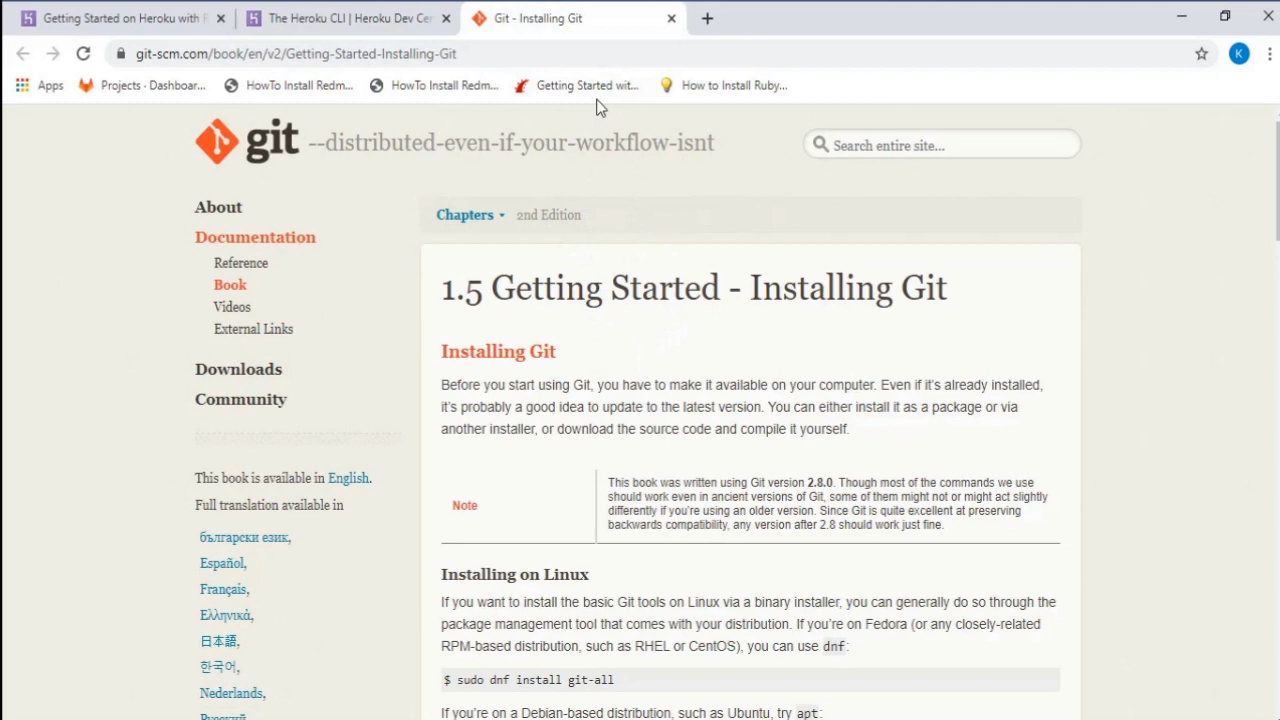 Getting Started on Heroku with R
The Heroku CLI | Heroku Dev Cen
Git - Installing Git
git-scm.com/book/en/v2/Getting-Started-Installing-Git
K
Apps
Projects · Dashboar...
HowTo Install Redm...
HowTo Install Redm...
Getting Started wit...
How to Install Ruby...
git --distributed-even-if-your-workflow-isnt
Search entire site...
About
Documentation
Reference
Book
Videos
External Links
Downloads
Community
This book is available in English.
Full translation available in
български език,
Español,
Français,
Ελληνικά,
日本語,
한국어,
Nederlands,
Русский,
Chapters 2nd Edition
1.5 Getting Started - Installing Git
Installing Git
Before you start using Git, you have to make it available on your computer. Even if it's already installed,
it's probably a good idea to update to the latest version. You can either install it as a package or via
another installer, or download the source code and compile it yourself.
Note
This book was written using Git version 2.8.0. Though most of the commands we use
should work even in ancient versions of Git, some of them might not or might act slightly
differently if you're using an older version. Since Git is quite excellent at preserving
backwards compatibility, any version after 2.8 should work just fine.
Installing on Linux
If you want to install the basic Git tools on Linux via a binary installer, you can generally do so through the
package management tool that comes with your distribution. If you're on Fedora (or any closely-related
RPM-based distribution, such as RHEL or CentOS), you can use dnf:
$ sudo dnf install git-all
If you're on a Debian-based distribution, such as Ubuntu, try apt: